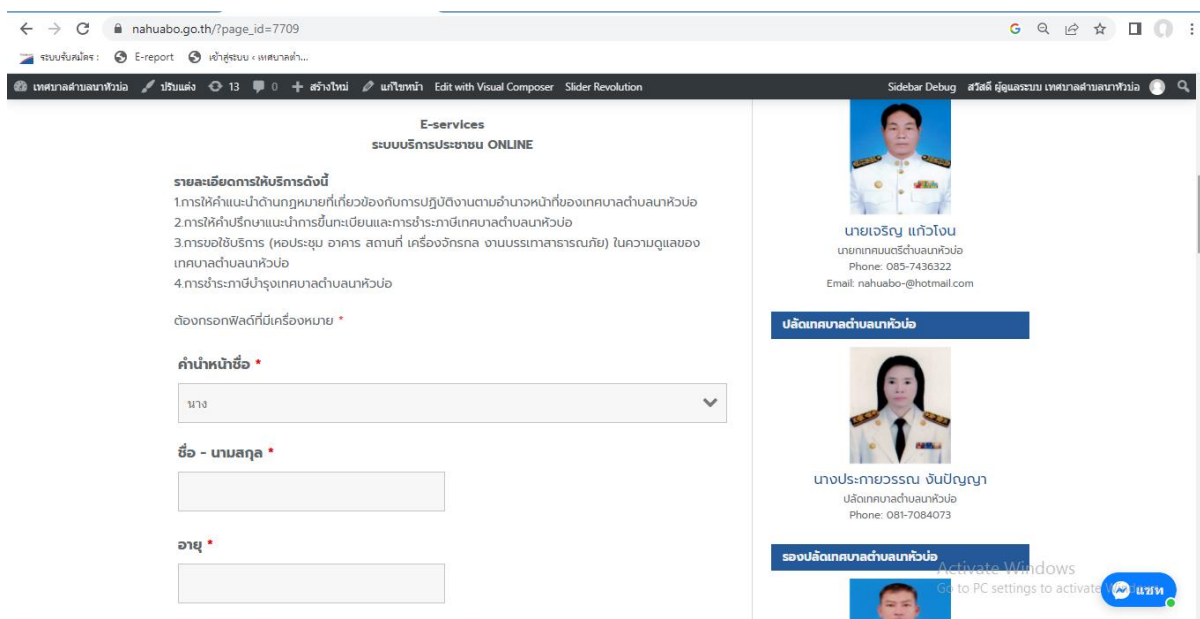 nahuabo.go.th/?page_id=7709
ระบบรับสมัคร : E-report เข้าสู่ระบบ < เทศบาลตำ...
เทศบาลตำบลนาหัวบ่อ ปรับแต่ง 13 0 + สร้างใหม่ แก้ไขหน้า Edit with Visual Composer Slider Revolution Sidebar Debug สวัสดี ผู้ดูแลระบบ เทศบาลตำบลนาหัวบ่อ
E-services
ระบบบริการประชาชน ONLINE
รายละเอียดการให้บริการดังนี้
1.การให้คำแนะนำด้านกฎหมายที่เกี่ยวข้องกับการปฏิบัติงานตามอำนาจหน้าที่ของเทศบาลตำบลนาหัวบ่อ
2.การให้คำปรึกษาแนะนำการขึ้นทะเบียนและการชำระภาษีเทศบาลตำบลนาหัวบ่อ
3.การขอใช้บริการ (หอประชุม อาคาร สถานที่ เครื่องจักรกล งานบรรเทาสาธารณภัย) ในความดูแลของ
เทศบาลตำบลนาหัวบ่อ
4.การชำระภาษีบำรุงเทศบาลตำบลนาหัวบ่อ
ต้องกรอกฟิลด์ที่มีเครื่องหมาย *
คำนำหน้าชื่อ *
นาง
ชื่อ - นามสกุล *
อายุ *
นายเจริญ แก้วโงน
นายกเทศมนตรีตำบลนาหัวบ่อ
Phone: 085-7436322
Email: nahuabo-@hotmail.com
ปลัดเทศบาลตำบลนาหัวบ่อ
นางประกายวรรณ งันปัญญา
ปลัดเทศบาลตำบลนาหัวบ่อ
Phone: 081-7084073
รองปลัดเทศบาลตำบลนาหัวบ่อ
Activate Windows
Go to PC settings to activate
แชท